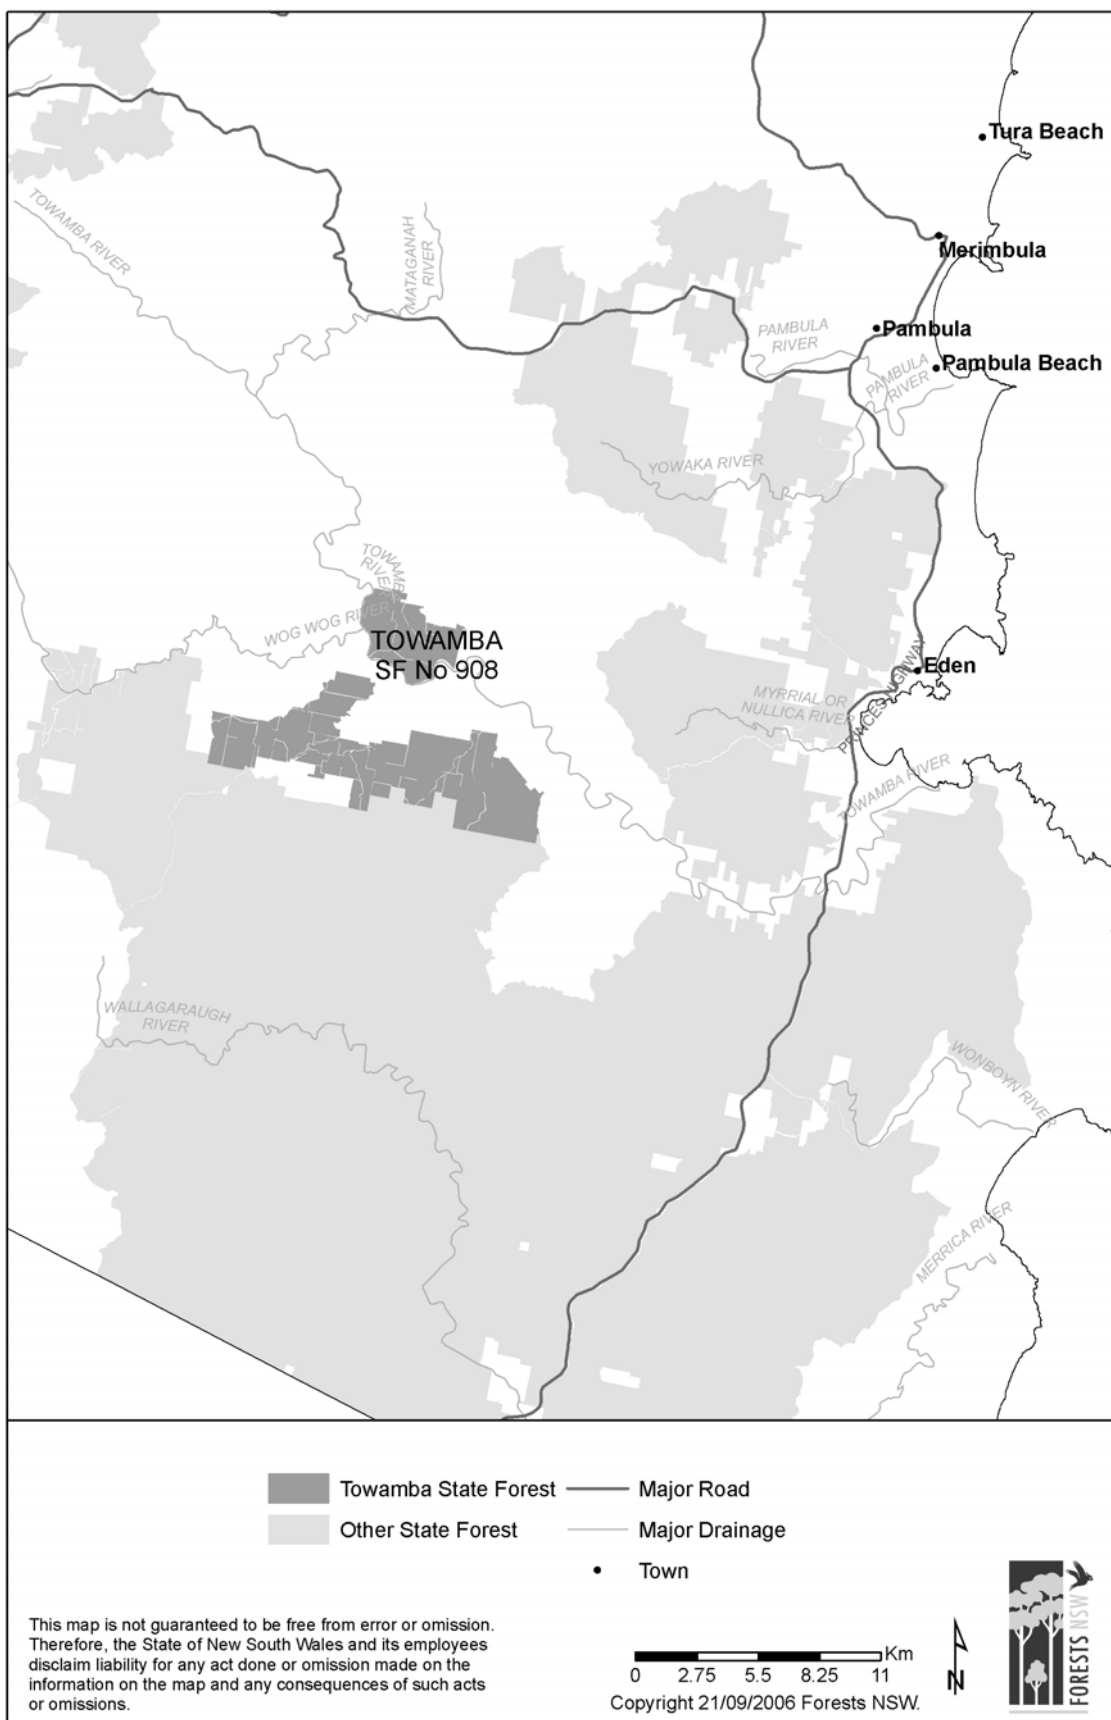 Tura Beach
TOWAMBA RIVER
MATAGANAH
RIVER
Merimbula
PAMBULA
RIVER
Pambula
PAMBULA
RIVER
Pambula Beach
YOWAKA RIVER
RIVER
WOG WOG RIVER
TOWAMBA
SF No 908
Eden
PRINCES HIGHWAY
MYRRIAL OR
NULLICA RIVER
TOWAMBA RIVER
WALLAGARAUGH
RIVER
WONBOYN RIVER
MERRICA RIVER
Towamba State Forest
Major Road
Other State Forest
Major Drainage
Town
This map is not guaranteed to be free from error or omission.
Therefore, the State of New South Wales and its employees
disclaim liability for any act done or omission made on the
information on the map and any consequences of such acts
or omissions.
Km
0 2.75 5.5 8.25 11
Copyright 21/09/2006 Forests NSW.
N
FORESTS NSW